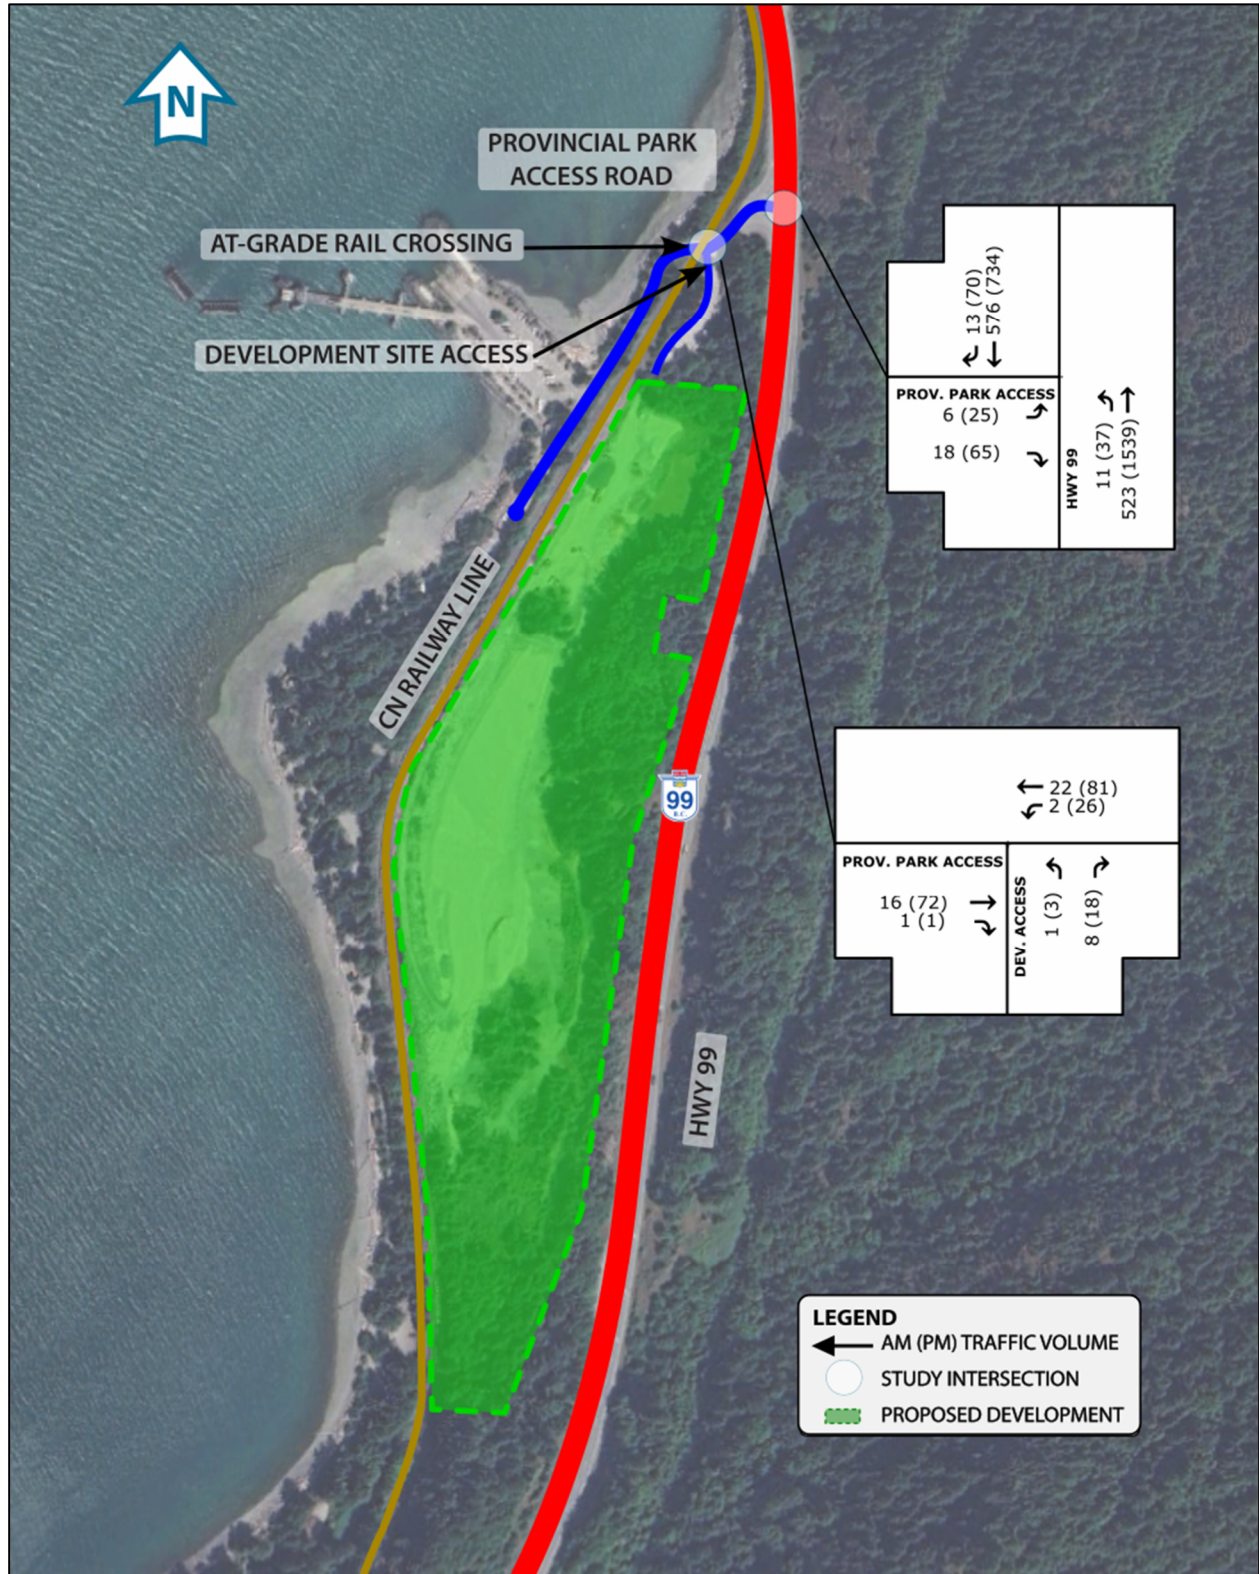 N
PROVINCIAL PARK
ACCESS ROAD
AT-GRADE RAIL CROSSING
DEVELOPMENT SITE ACCESS
13 (70)
576 (734)
PROV. PARK ACCESS
6 (25)
18 (65)
HWY 99
11 (37)
523 (1539)
CN RAILWAY LINE
99
B.C.
22 (81)
2 (26)
PROV. PARK ACCESS
16 (72)
1 (1)
DEV. ACCESS
1 (3)
8 (18)
HWY 99
LEGEND
AM (PM) TRAFFIC VOLUME
STUDY INTERSECTION
PROPOSED DEVELOPMENT